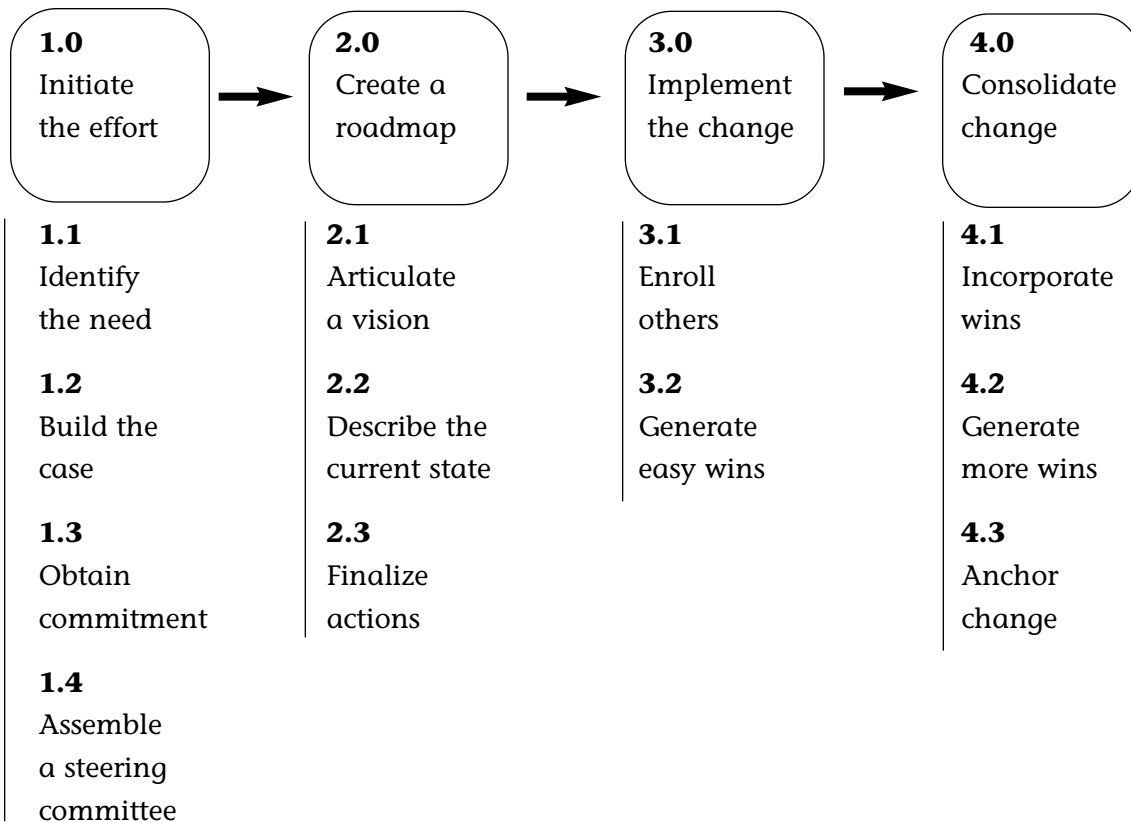 1.0
Initiate
the effort
2.0
Create a
roadmap
3.0
Implement
the change
4.0
Consolidate
change
1.1
Identify
the need
1.2
Build the
case
1.3
Obtain
commitment
1.4
Assemble
a steering
committee
2.1
Articulate
a vision
2.2
Describe the
current state
2.3
Finalize
actions
3.1
Enroll
others
3.2
Generate
easy wins
4.1
Incorporate
wins
4.2
Generate
more wins
4.3
Anchor
change